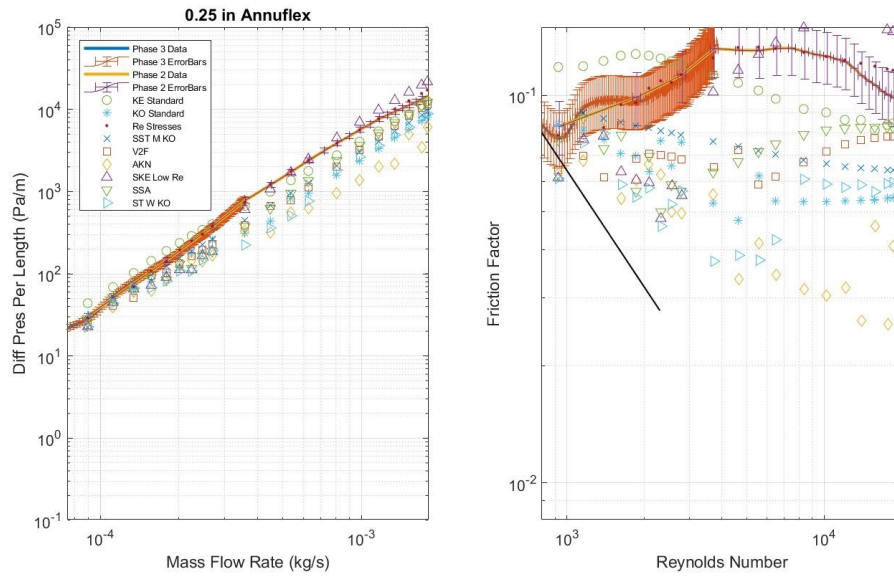 0.25 in Annuflex
10^5
10^4
10^3
10^2
10^1
10^0
10^-1
Diff Pres Per Length (Pa/m)
Phase 3 Data
Phase 3 ErrorBars
Phase 2 Data
Phase 2 ErrorBars
KE Standard
KO Standard
Re Stresses
SST M KO
V2F
AKN
SKE Low Re
SSA
ST W KO
10^-4
10^-3
Mass Flow Rate (kg/s)
10^-1
10^-2
Friction Factor
10^3
10^4
Reynolds Number